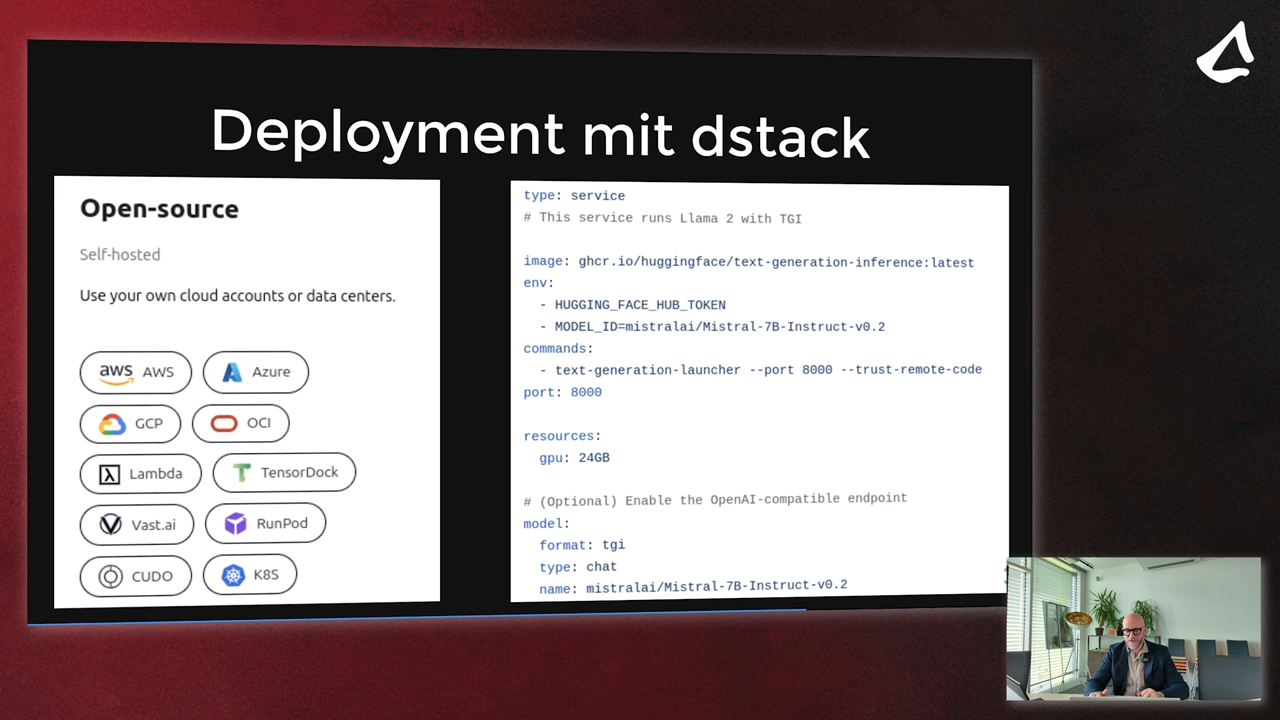 Deployment mit dstack
Open-source
Self-hosted
Use your own cloud accounts or data centers.
aws AWS
Azure
GCP
OCI
Lambda
TensorDock
Vast.ai
RunPod
CUDO
K8S
type: service
# This service runs Llama 2 with TGI
image: ghcr.io/huggingface/text-generation-inference:latest
env:
- HUGGING_FACE_HUB_TOKEN
- MODEL_ID=mistralai/Mistral-7B-Instruct-v0.2
commands:
- text-generation-launcher --port 8000 --trust-remote-code
port: 8000
resources:
gpu: 24GB
# (Optional) Enable the OpenAI-compatible endpoint
model:
format: tgi
type: chat
name: mistralai/Mistral-7B-Instruct-v0.2